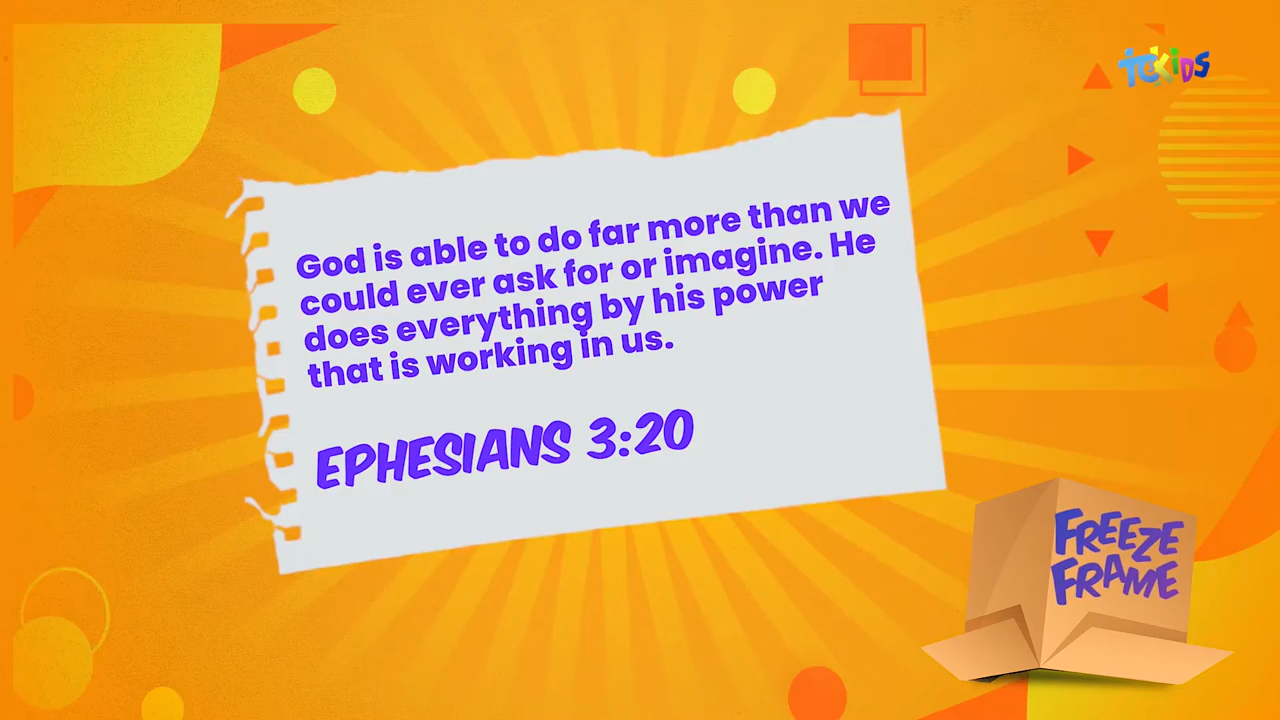 TCKIDS
God is able to do far more than we
could ever ask for or imagine. He
does everything by his power
that is working in us.
EPHESIANS 3:20
FREEZE
FRAME